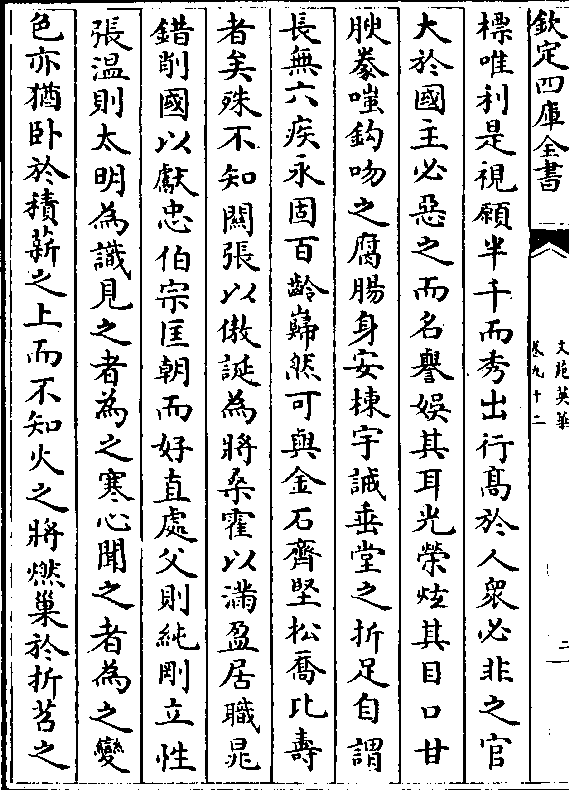 欽定四庫全書
文苑英華
卷九十二
三
標唯利是視願半千而秀出行髙於人衆必非之官
大於國主必惡之而名譽娱其耳光榮炫其目口甘
腴豢嗤鈎吻之腐腸身安棟宇誡垂堂之折足自謂
長無六疾永固百齡巋然可與金石齊堅松喬比壽
者矣殊不知闗張以傲誕為將桑霍以滿盈居職晁
錯削國以獻忠伯宗匡朝而好直處父則純剛立性
張温則太明為識見之者為之寒心聞之者為之變
色亦猶卧於積薪之上而不知火之將燃巢於折苕之